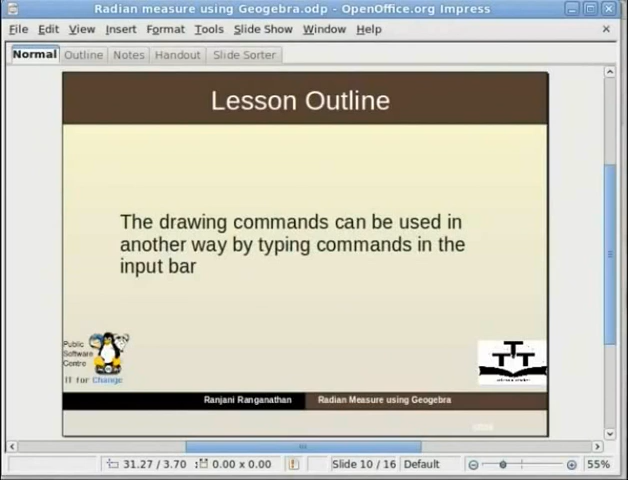 Radian measure using Geogebra.odp - OpenOffice.org Impress
File Edit View Insert Format Tools Slide Show Window Help
Normal Outline Notes Handout Slide Sorter
Lesson Outline
The drawing commands can be used in
another way by typing commands in the
input bar
Public
Software
Centre
IT for Change
TTT
Ranjani Ranganathan Radian Measure using Geogebra
31.27 / 3.70 0.00 x 0.00 Slide 10 / 16 Default 55%